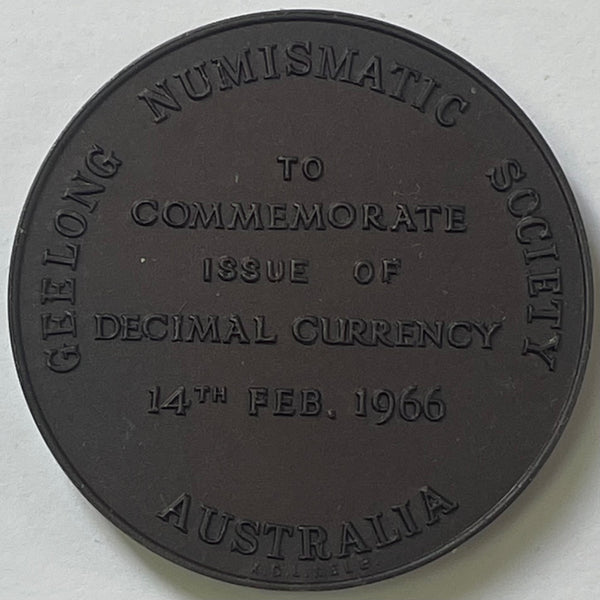 GEELONG NUMISMATIC SOCIETY
TO
COMMEMORATE
ISSUE OF
DECIMAL CURRENCY
14TH FEB. 1966
AUSTRALIA